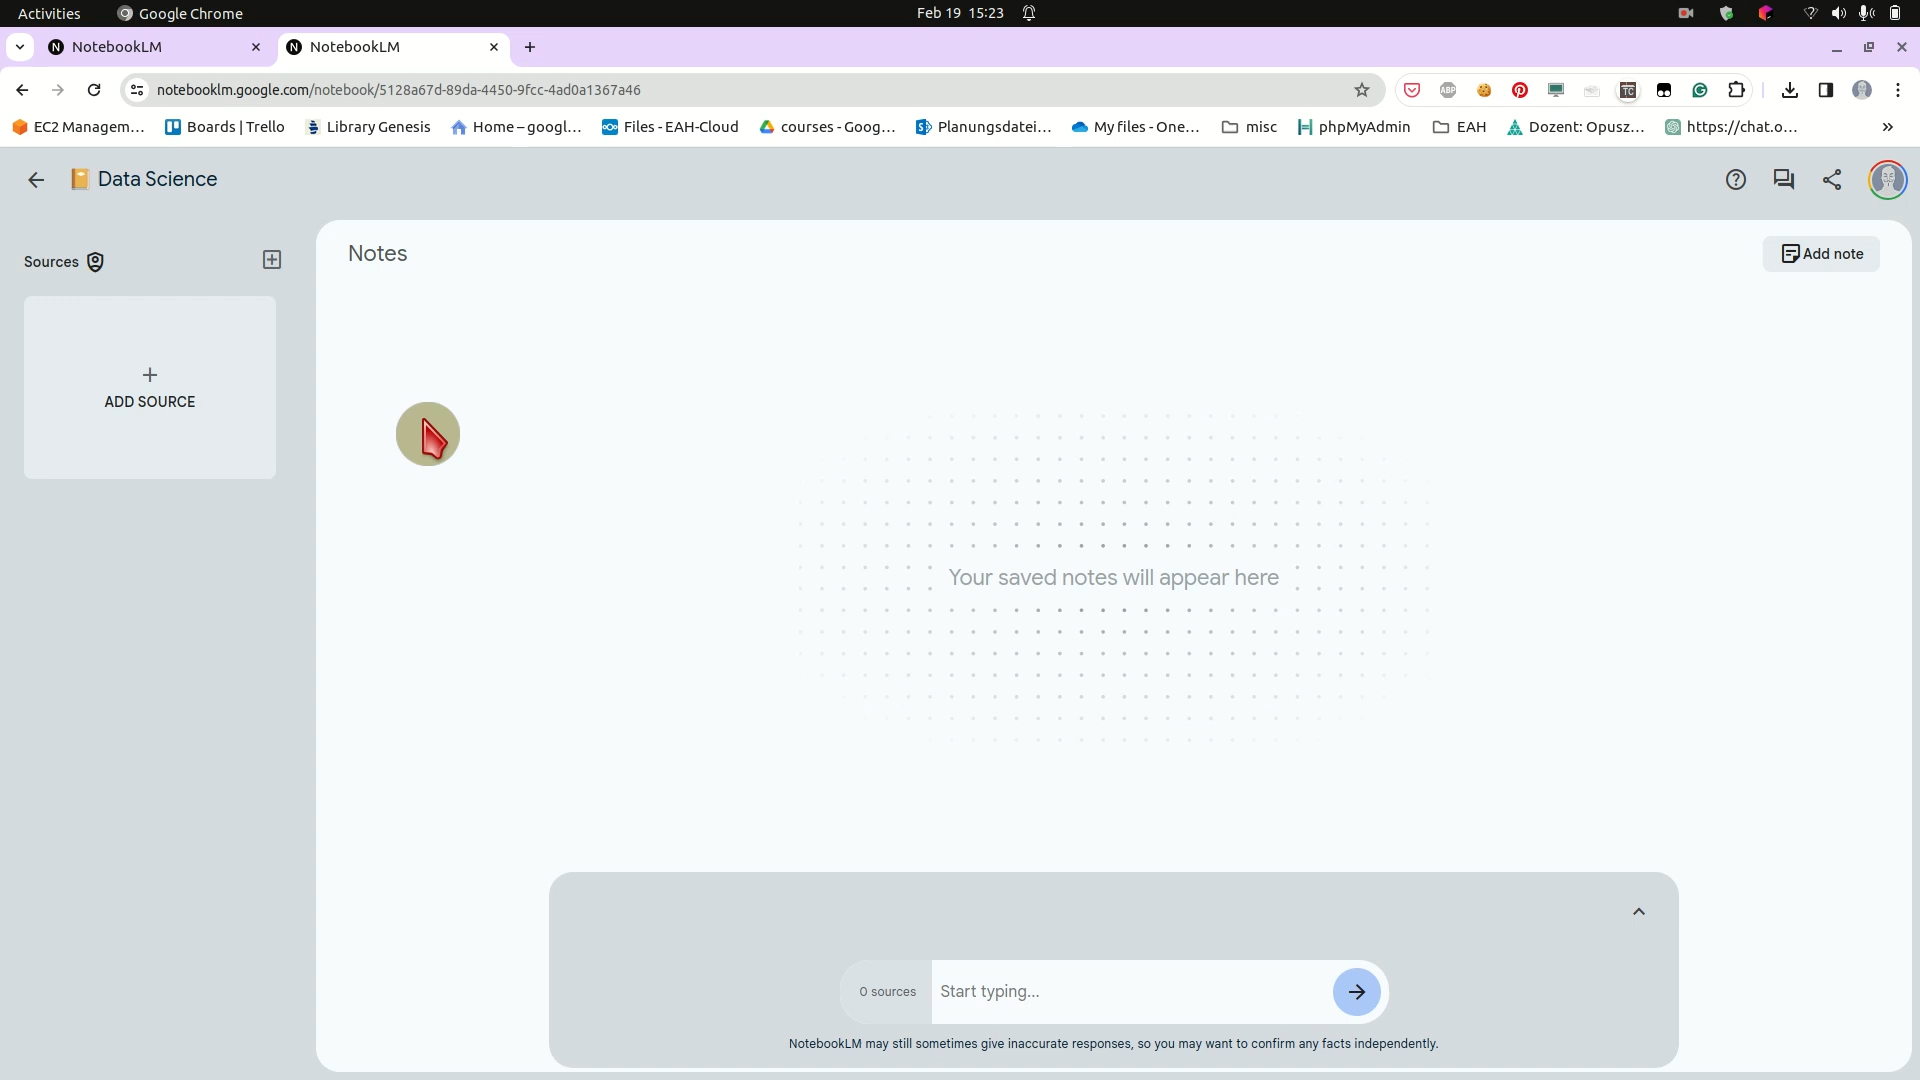 Activities
Google Chrome
Feb 19 15:23
NotebookLM
NotebookLM
notebooklm.google.com/notebook/5128a67d-89da-4450-9fcc-4ad0a1367a46
ABP
TC
EC2 Managem...
Boards | Trello
Library Genesis
Home – googl...
Files - EAH-Cloud
courses - Goog...
Planungsdatei...
My files - One...
misc
phpMyAdmin
EAH
Dozent: Opusz...
https://chat.o...
Data Science
Sources
Notes
Add note
ADD SOURCE
Your saved notes will appear here
0 sources
Start typing...
NotebookLM may still sometimes give inaccurate responses, so you may want to confirm any facts independently.